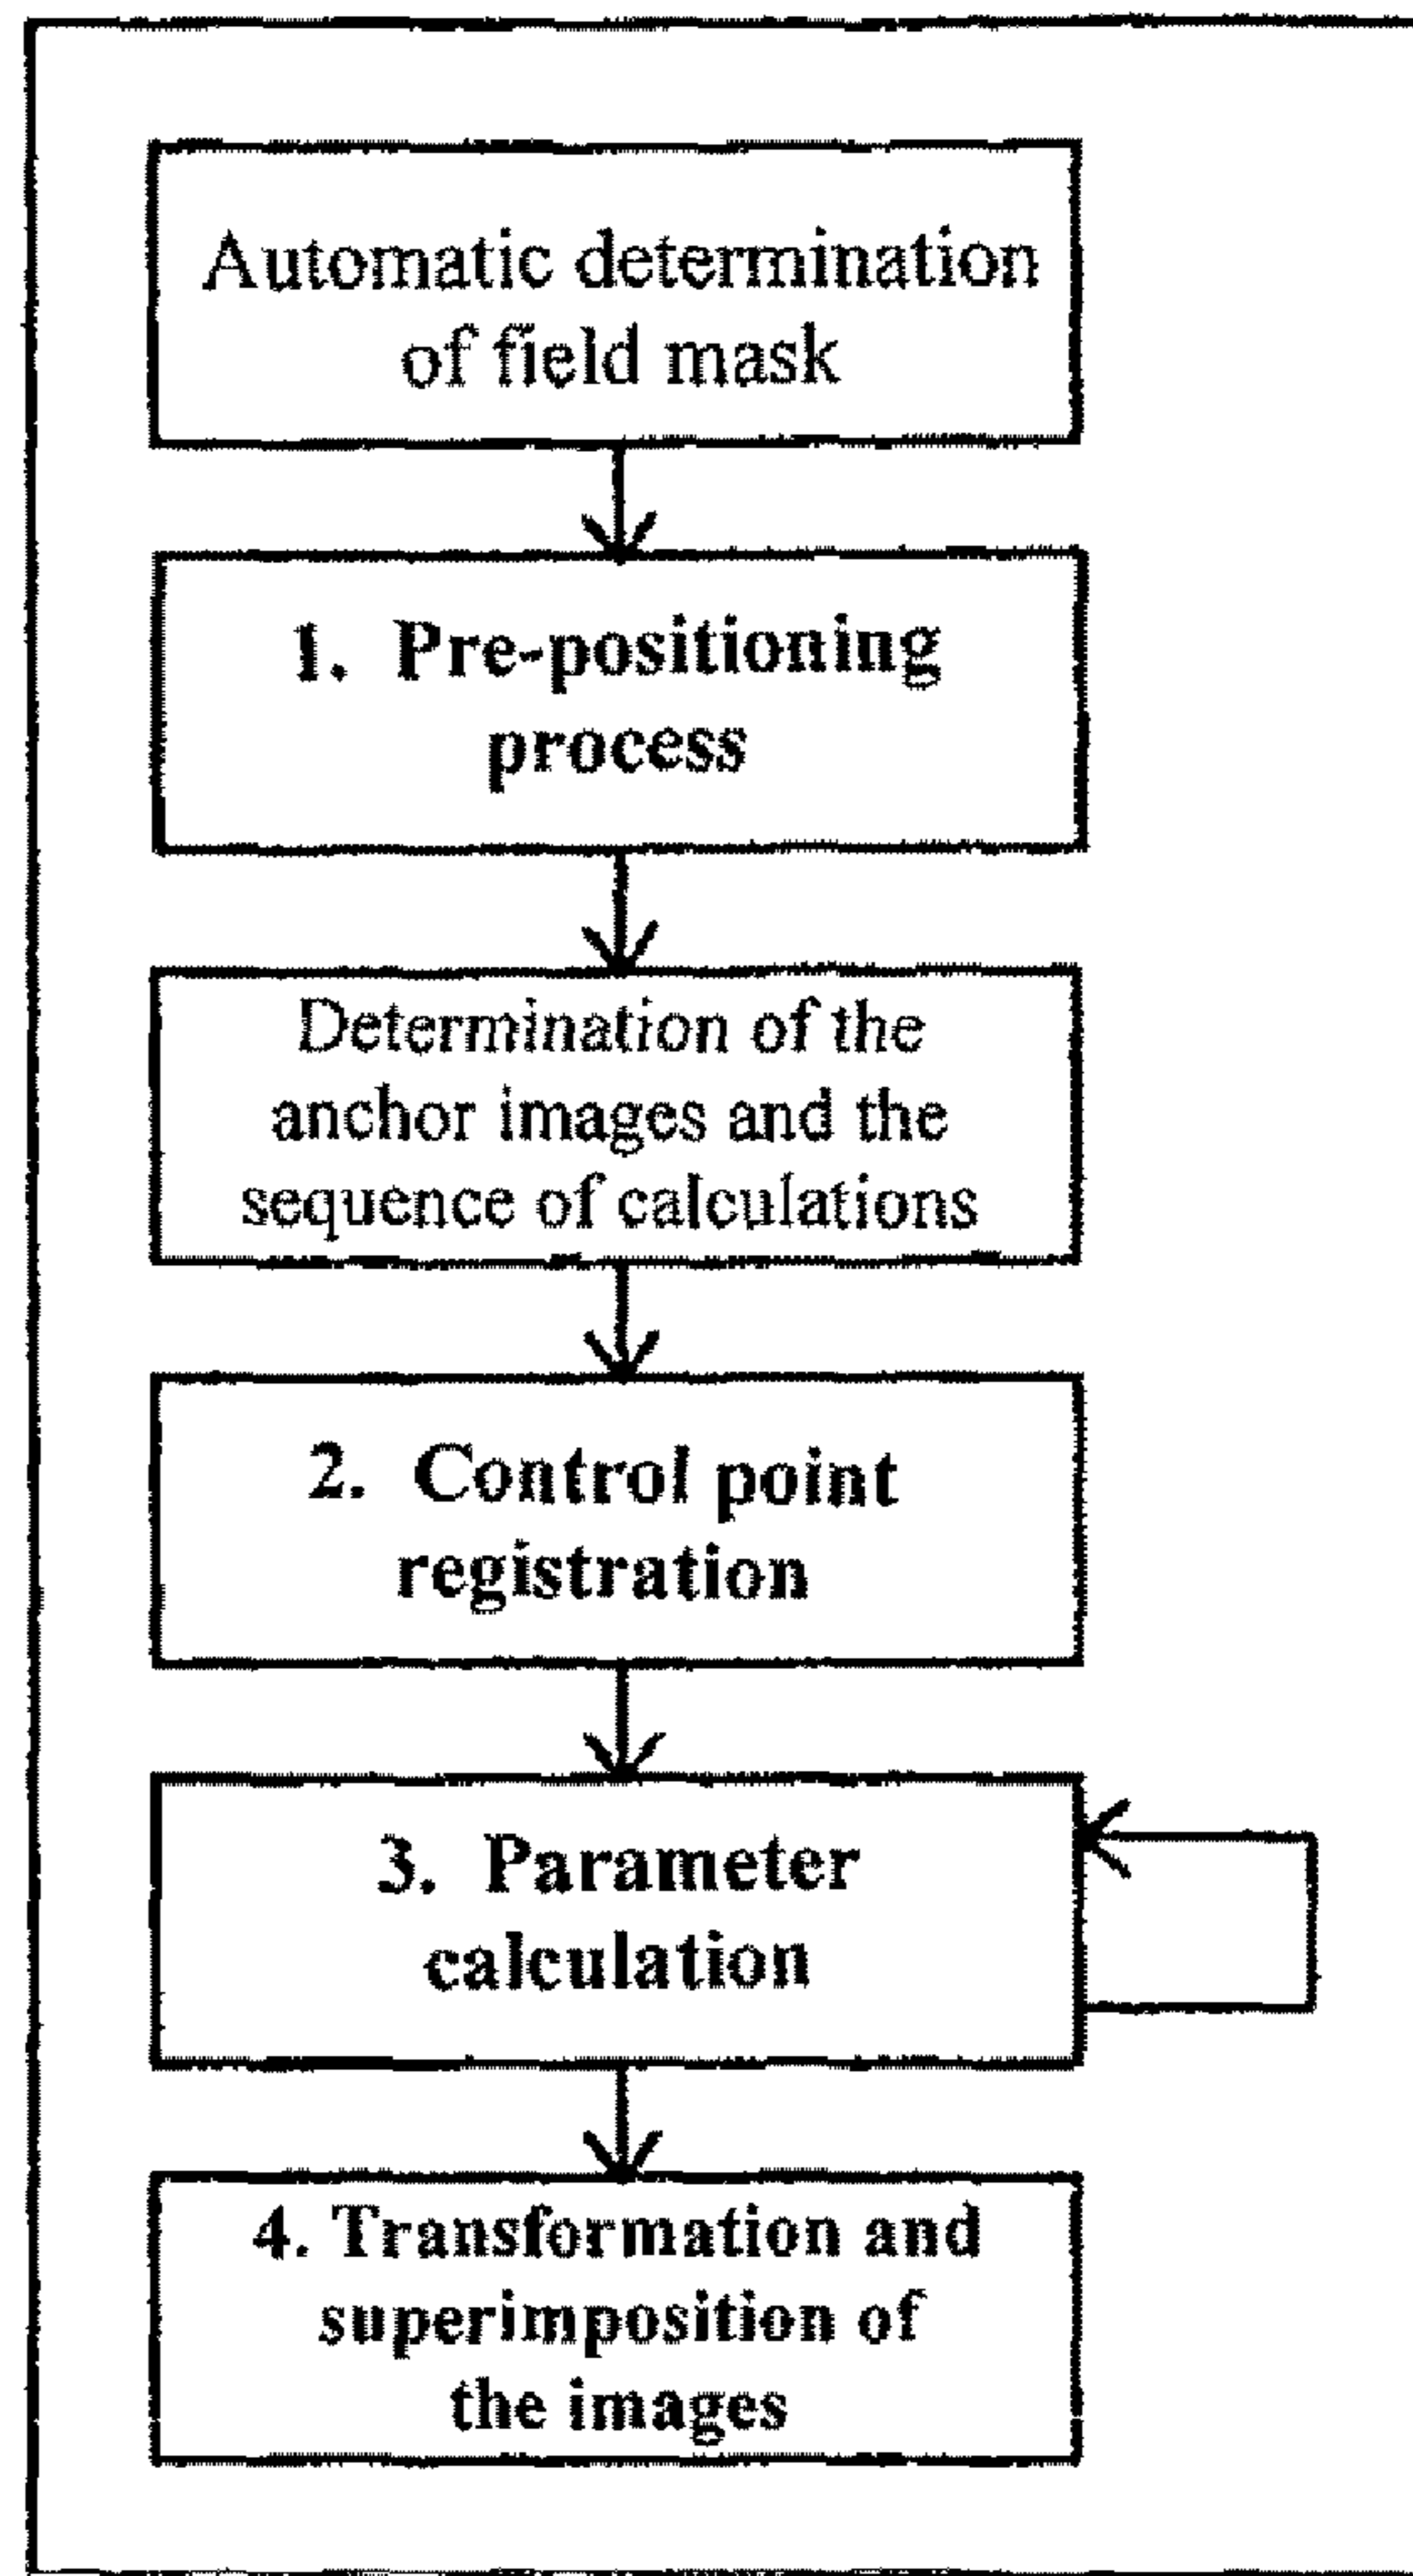 Automatic determination
of field mask
1. Pre-positioning
process
Determination of the
anchor images and the
sequence of calculations
2. Control point
registration
3. Parameter
calculation
4. Transformation and
superimposition of
the images